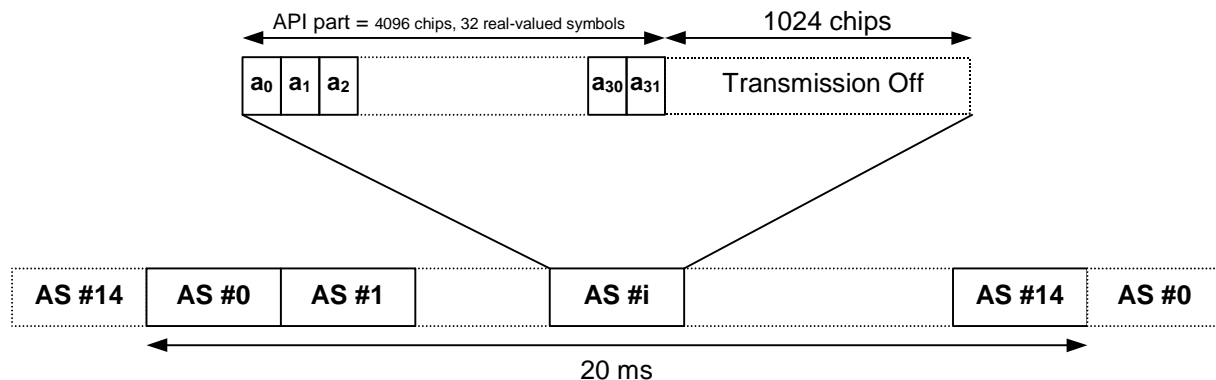 API part = 4096 chips, 32 real-valued symbols
1024 chips
a0 a1 a2 a30 a31 Transmission Off
AS #14 AS #0 AS #1 AS #i AS #14 AS #0
20 ms